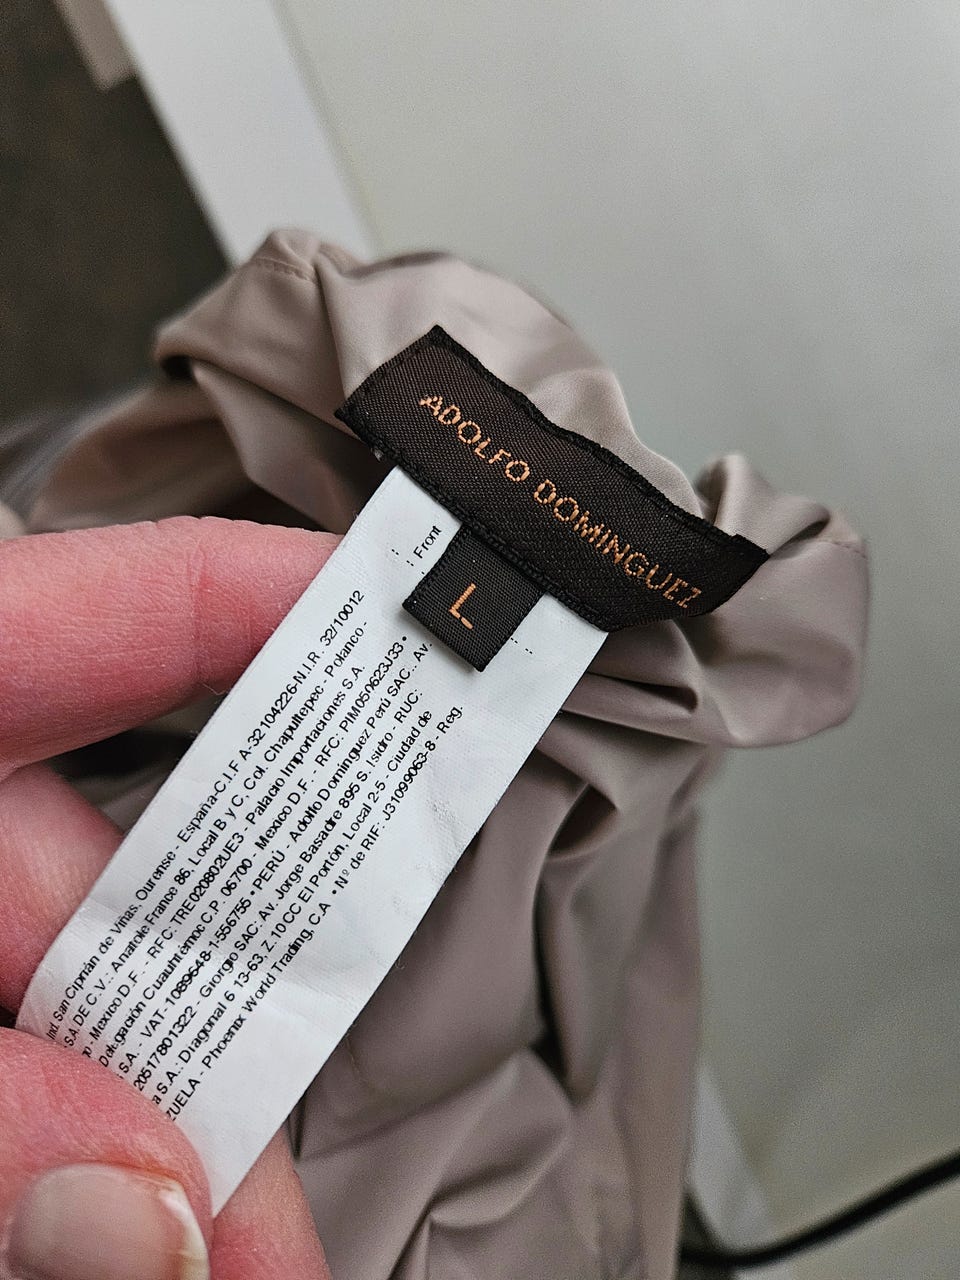 ADOLFO DOMINGUEZ
L
Front
Ind. San Ciprián de Viñas, Ourense - España-C.I.F A-32104226-N.I.R. 32/10012
S.A. DE C.V.: Anatole France 86, Local B y C, Col. Chapultepec - Polanco -
- Mexico D.F. - RFC: TRE020802UE3 - Palacio Importaciones S.A.
Delegación Cuauhtémoc C.P. 06700 - Mexico D.F. - RFC: PIM050623J33 •
S.A. - VAT-1089548-1-556755 • PERÚ - Adolfo Dominguez Perú SAC.. Av.
20517801322 - Giorgio SAC: Av. Jorge Basadre 895 S. Isidro - RUC:
S.A.: Diagonal 6 13-63, Z.10 CC El Portón, Local 2-5 - Ciudad de
ZUELA - Phoenix World Trading, C.A • Nº de RIF: J31099063-8 - Reg.